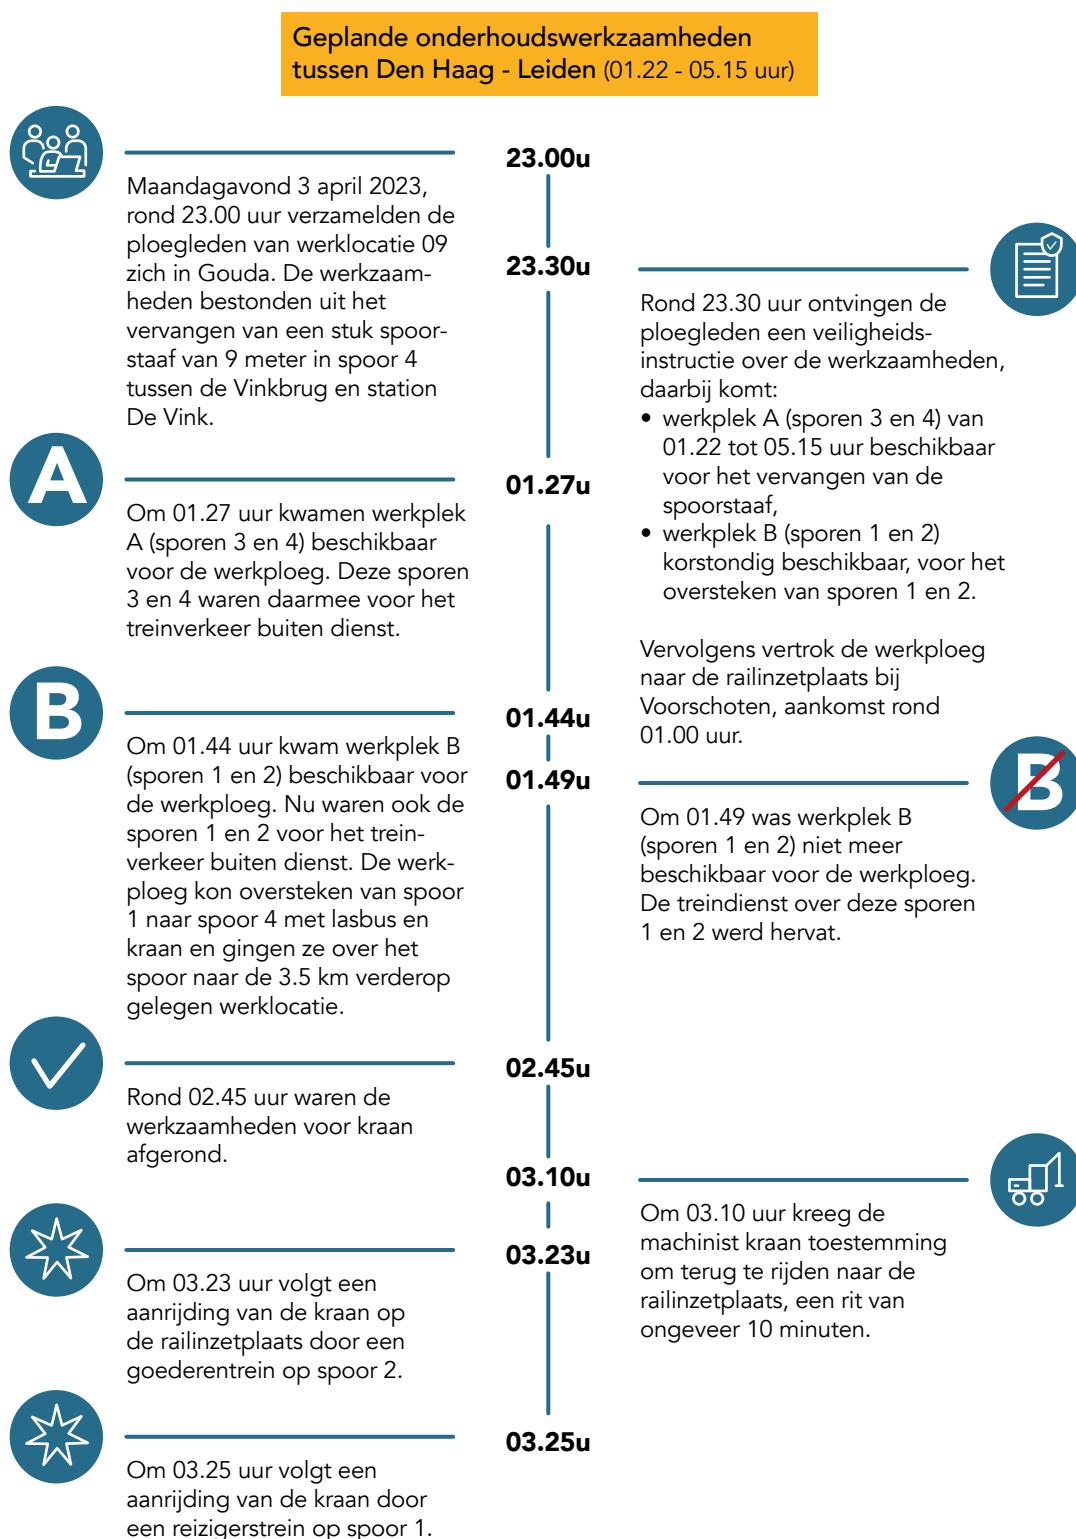 Geplande onderhoudswerkzaamheden
tussen Den Haag - Leiden (01.22 - 05.15 uur)
23.00u
Maandagavond 3 april 2023,
rond 23.00 uur verzamelden de
ploegleden van werklocatie 09
zich in Gouda. De werkzaam-
heden bestonden uit het
vervangen van een stuk spoor-
staaf van 9 meter in spoor 4
tussen de Vinkbrug en station
De Vink.
23.30u
Rond 23.30 uur ontvingen de
ploegleden een veiligheids-
instructie over de werkzaamheden,
daarbij komt:
• werkplek A (sporen 3 en 4) van
01.22 tot 05.15 uur beschikbaar
voor het vervangen van de
spoorstaaf,
• werkplek B (sporen 1 en 2)
korstondig beschikbaar, voor het
oversteken van sporen 1 en 2.
Vervolgens vertrok de werkploeg
naar de railinzetplaats bij
Voorschoten, aankomst rond
01.00 uur.
A
01.27u
Om 01.27 uur kwamen werkplek
A (sporen 3 en 4) beschikbaar
voor de werkploeg. Deze sporen
3 en 4 waren daarmee voor het
treinverkeer buiten dienst.
B
01.44u
Om 01.44 uur kwam werkplek B
(sporen 1 en 2) beschikbaar voor
de werkploeg. Nu waren ook de
sporen 1 en 2 voor het trein-
verkeer buiten dienst. De werk-
ploeg kon oversteken van spoor
1 naar spoor 4 met lasbus en
kraan en gingen ze over het
spoor naar de 3.5 km verderop
gelegen werklocatie.
01.49u
B
Om 01.49 was werkplek B
(sporen 1 en 2) niet meer
beschikbaar voor de werkploeg.
De treindienst over deze sporen
1 en 2 werd hervat.
02.45u
Rond 02.45 uur waren de
werkzaamheden voor kraan
afgerond.
03.10u
Om 03.10 uur kreeg de
machinist kraan toestemming
om terug te rijden naar de
railinzetplaats, een rit van
ongeveer 10 minuten.
03.23u
Om 03.23 uur volgt een
aanrijding van de kraan op
de railinzetplaats door een
goederentrein op spoor 2.
03.25u
Om 03.25 uur volgt een
aanrijding van de kraan door
een reizigerstrein op spoor 1.